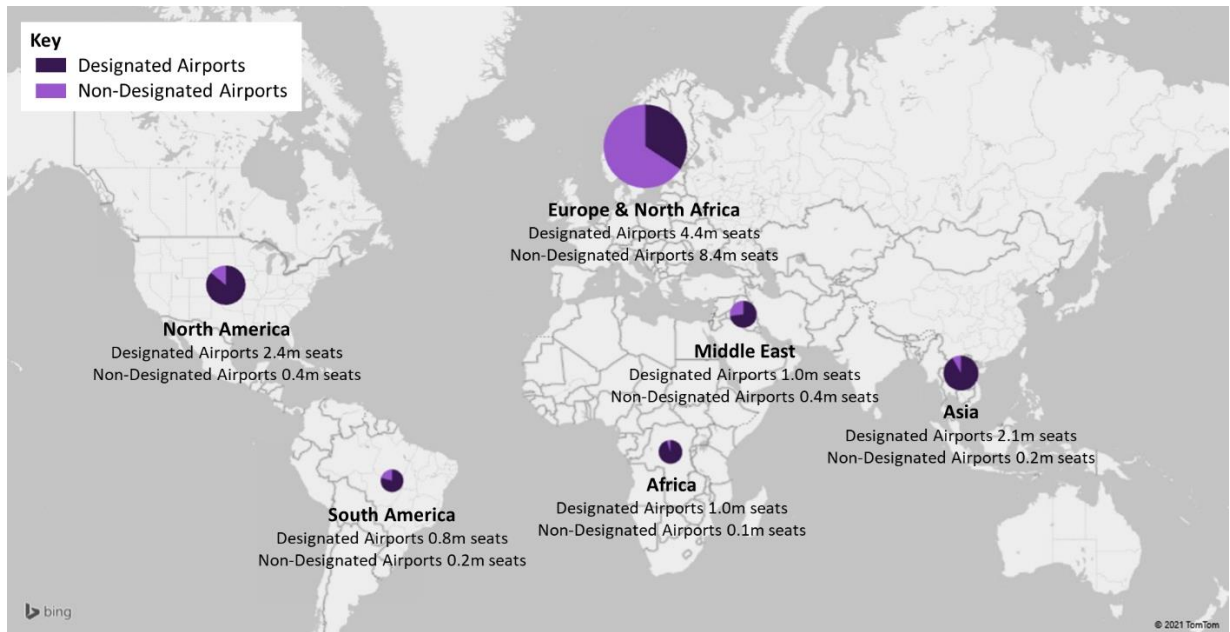 Key
Designated Airports
Non-Designated Airports
Europe & North Africa
Designated Airports 4.4m seats
Non-Designated Airports 8.4m seats
North America
Designated Airports 2.4m seats
Non-Designated Airports 0.4m seats
Middle East
Designated Airports 1.0m seats
Non-Designated Airports 0.4m seats
Asia
Designated Airports 2.1m seats
Non-Designated Airports 0.2m seats
Africa
Designated Airports 1.0m seats
Non-Designated Airports 0.1m seats
South America
Designated Airports 0.8m seats
Non-Designated Airports 0.2m seats
bing
© 2021 TomTom